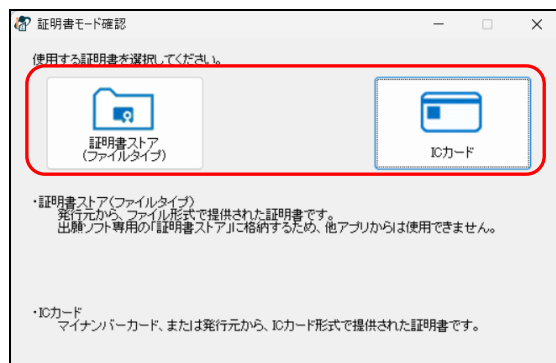 証明書モード確認
使用する証明書を選択してください。
証明書ストア
(ファイルタイプ)
ICカード
・証明書ストア(ファイルタイプ)
発行元から、ファイル形式で提供された証明書です。
出願ソフト専用の「証明書ストア」に格納するため、他アプリからは使用できません。
・ICカード
マイナンバーカード、または発行元から、ICカード形式で提供された証明書です。